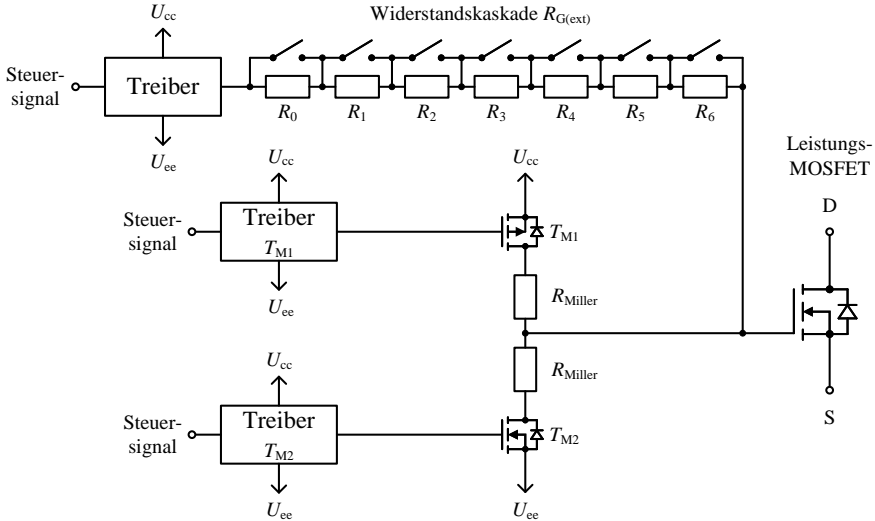 Widerstandskaskade R_G(ext)
U_cc
Steuer-
signal
Treiber
R_0
R_1
R_2
R_3
R_4
R_5
R_6
U_ee
Leistungs-
MOSFET
U_cc
U_cc
D
Steuer-
signal
Treiber
T_M1
T_M1
U_ee
R_Miller
R_Miller
U_cc
S
Steuer-
signal
Treiber
T_M2
T_M2
U_ee
U_ee